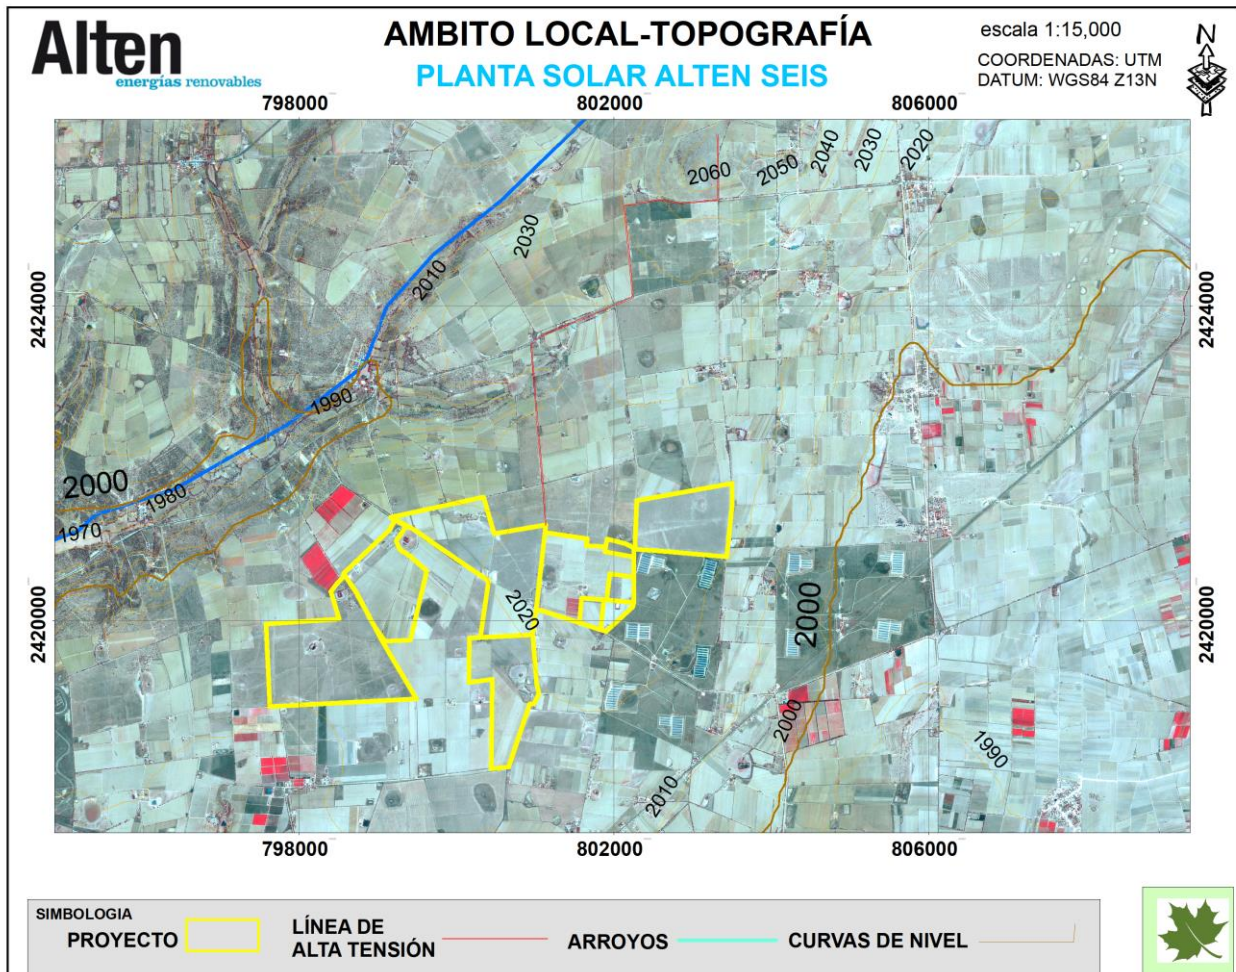 Alten
energías renovables
AMBITO LOCAL-TOPOGRAFÍA
PLANTA SOLAR ALTEN SEIS
escala 1:15,000
COORDENADAS: UTM
DATUM: WGS84 Z13N
N
798000
802000
806000
2060
2050
2040
2030
2020
2030
2010
2424000
2424000
1990
2000
1980
1970
2020
2000
2420000
2420000
2000
1990
2010
798000
802000
806000
SIMBOLOGIA
PROYECTO
LÍNEA DE
ALTA TENSIÓN
ARROYOS
CURVAS DE NIVEL